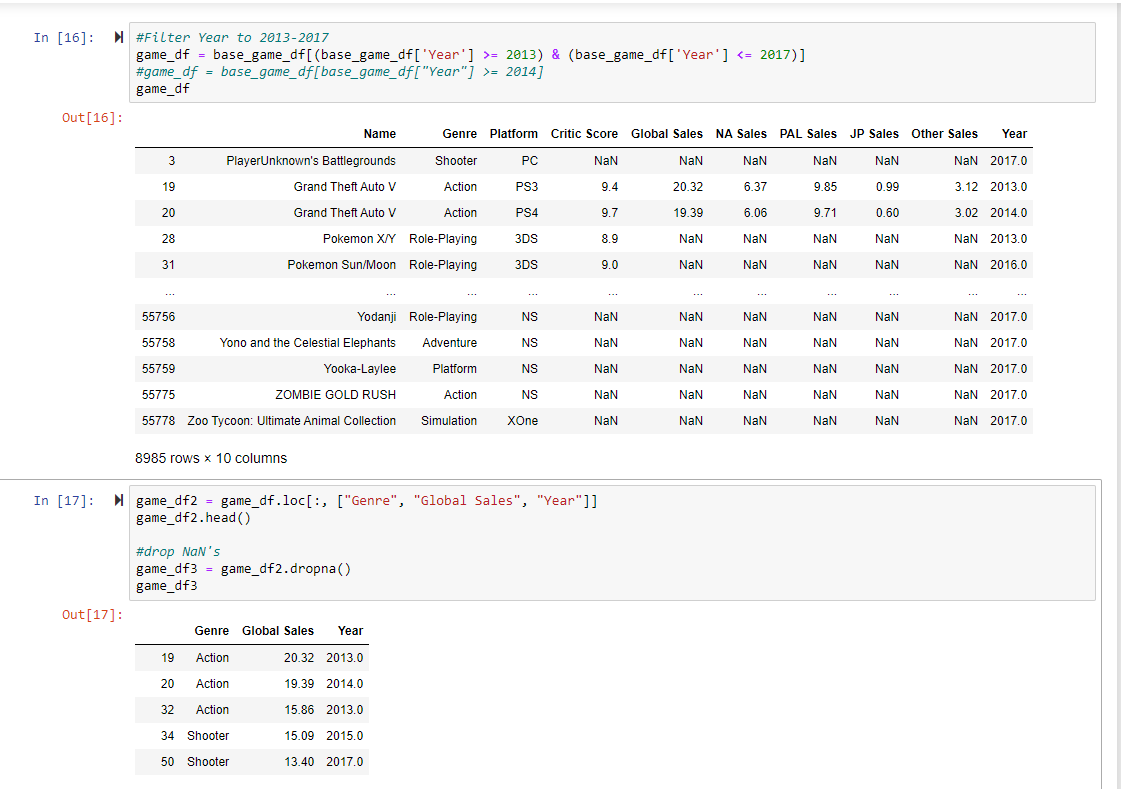 In [16]:
#Filter Year to 2013-2017
game_df = base_game_df[(base_game_df['Year'] >= 2013) & (base_game_df['Year'] <= 2017)]
#game_df = base_game_df[base_game_df["Year"] >= 2014]
game_df
Out[16]:
Name Genre Platform Critic Score Global Sales NA Sales PAL Sales JP Sales Other Sales Year
3 PlayerUnknown's Battlegrounds Shooter PC NaN NaN NaN NaN NaN NaN 2017.0
19 Grand Theft Auto V Action PS3 9.4 20.32 6.37 9.85 0.99 3.12 2013.0
20 Grand Theft Auto V Action PS4 9.7 19.39 6.06 9.71 0.60 3.02 2014.0
28 Pokemon X/Y Role-Playing 3DS 8.9 NaN NaN NaN NaN NaN 2013.0
31 Pokemon Sun/Moon Role-Playing 3DS 9.0 NaN NaN NaN NaN NaN 2016.0
... ... ... ... ... ... ... ... ... ... ...
55756 Yodanji Role-Playing NS NaN NaN NaN NaN NaN NaN 2017.0
55758 Yono and the Celestial Elephants Adventure NS NaN NaN NaN NaN NaN NaN 2017.0
55759 Yooka-Laylee Platform NS NaN NaN NaN NaN NaN NaN 2017.0
55775 ZOMBIE GOLD RUSH Action NS NaN NaN NaN NaN NaN NaN 2017.0
55778 Zoo Tycoon: Ultimate Animal Collection Simulation XOne NaN NaN NaN NaN NaN NaN 2017.0
8985 rows × 10 columns
In [17]:
game_df2 = game_df.loc[:, ["Genre", "Global Sales", "Year"]]
game_df2.head()
#drop NaN's
game_df3 = game_df2.dropna()
game_df3
Out[17]:
Genre Global Sales Year
19 Action 20.32 2013.0
20 Action 19.39 2014.0
32 Action 15.86 2013.0
34 Shooter 15.09 2015.0
50 Shooter 13.40 2017.0